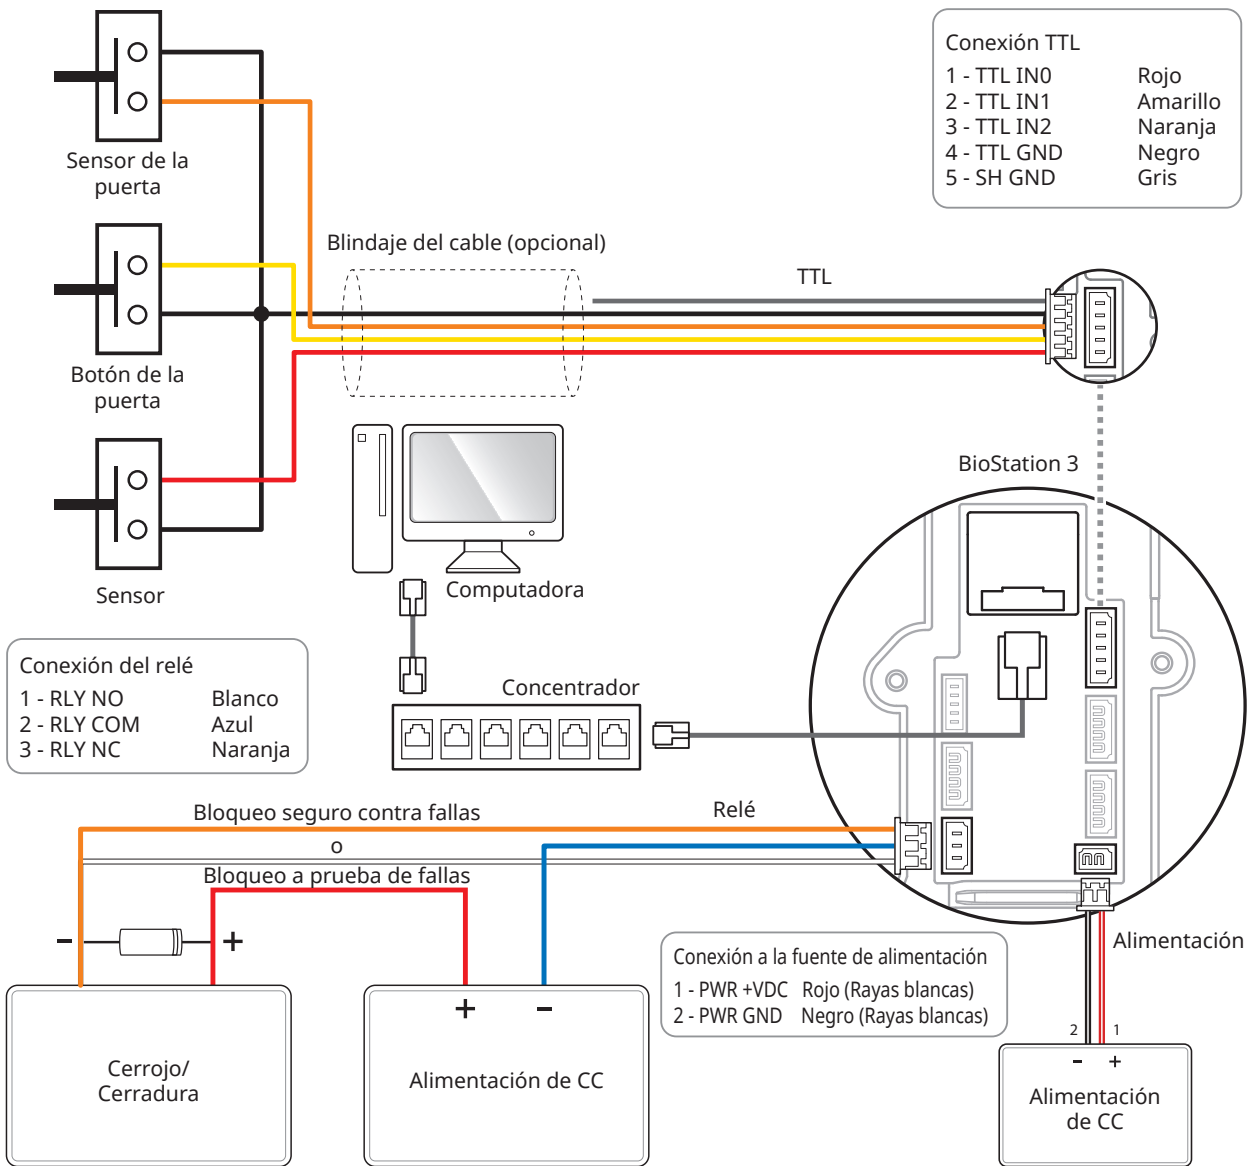 Conexión TTL
1 - TTL IN0 Rojo
2 - TTL IN1 Amarillo
3 - TTL IN2 Naranja
4 - TTL GND Negro
5 - SH GND Gris
Sensor de la
puerta
Blindaje del cable (opcional)
TTL
Botón de la
puerta
BioStation 3
Sensor
Computadora
Conexión del relé
1 - RLY NO Blanco
2 - RLY COM Azul
3 - RLY NC Naranja
Concentrador
Bloqueo seguro contra fallas
Relé
o
Bloqueo a prueba de fallas
- +
Alimentación
Conexión a la fuente de alimentación
1 - PWR +VDC Rojo (Rayas blancas)
2 - PWR GND Negro (Rayas blancas)
+ -
2 1
- +
Cerrojo/
Cerradura
Alimentación de CC
Alimentación
de CC